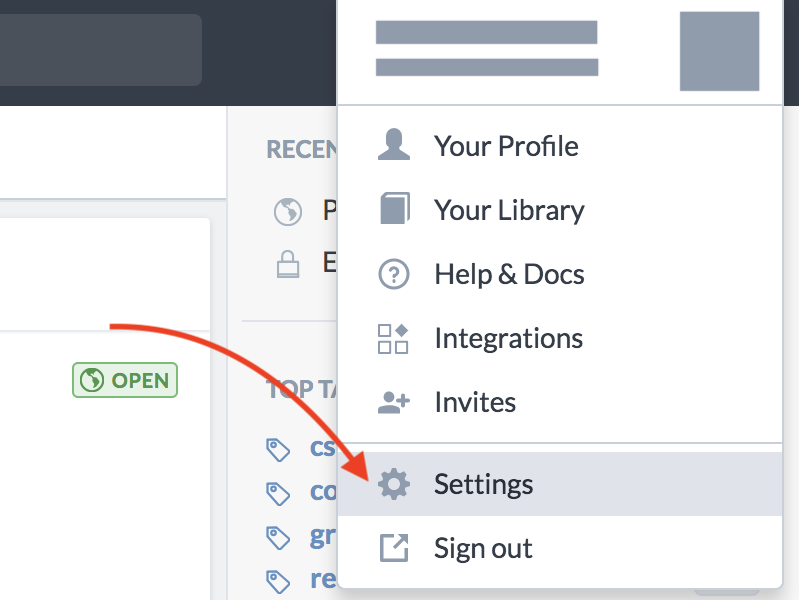 Your Profile
RECEN
Your Library
P
E
Help & Docs
Integrations
OPEN
TOP TA
Invites
cs
Settings
co
gr
Sign out
re